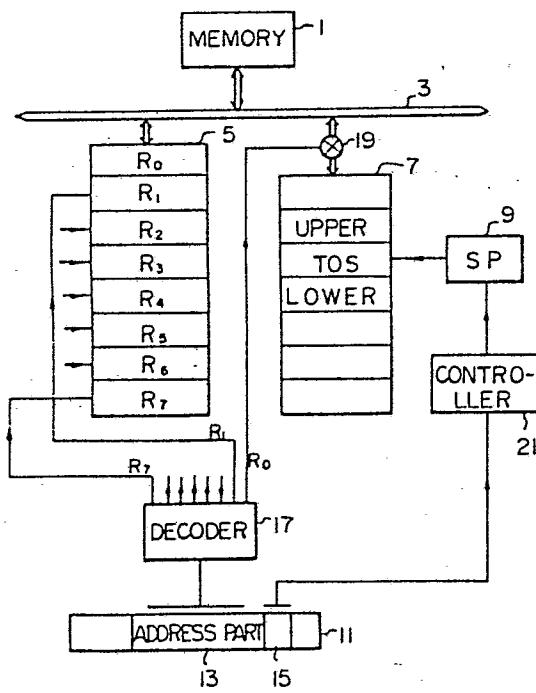 MEMORY
1
3
5
19
7
R0
R1
R2
R3
R4
R5
R6
R7
UPPER
TOS
LOWER
9
SP
CONTRO-
LLER
21
R1
R7
R0
DECODER
17
ADDRESS PART
11
13
15